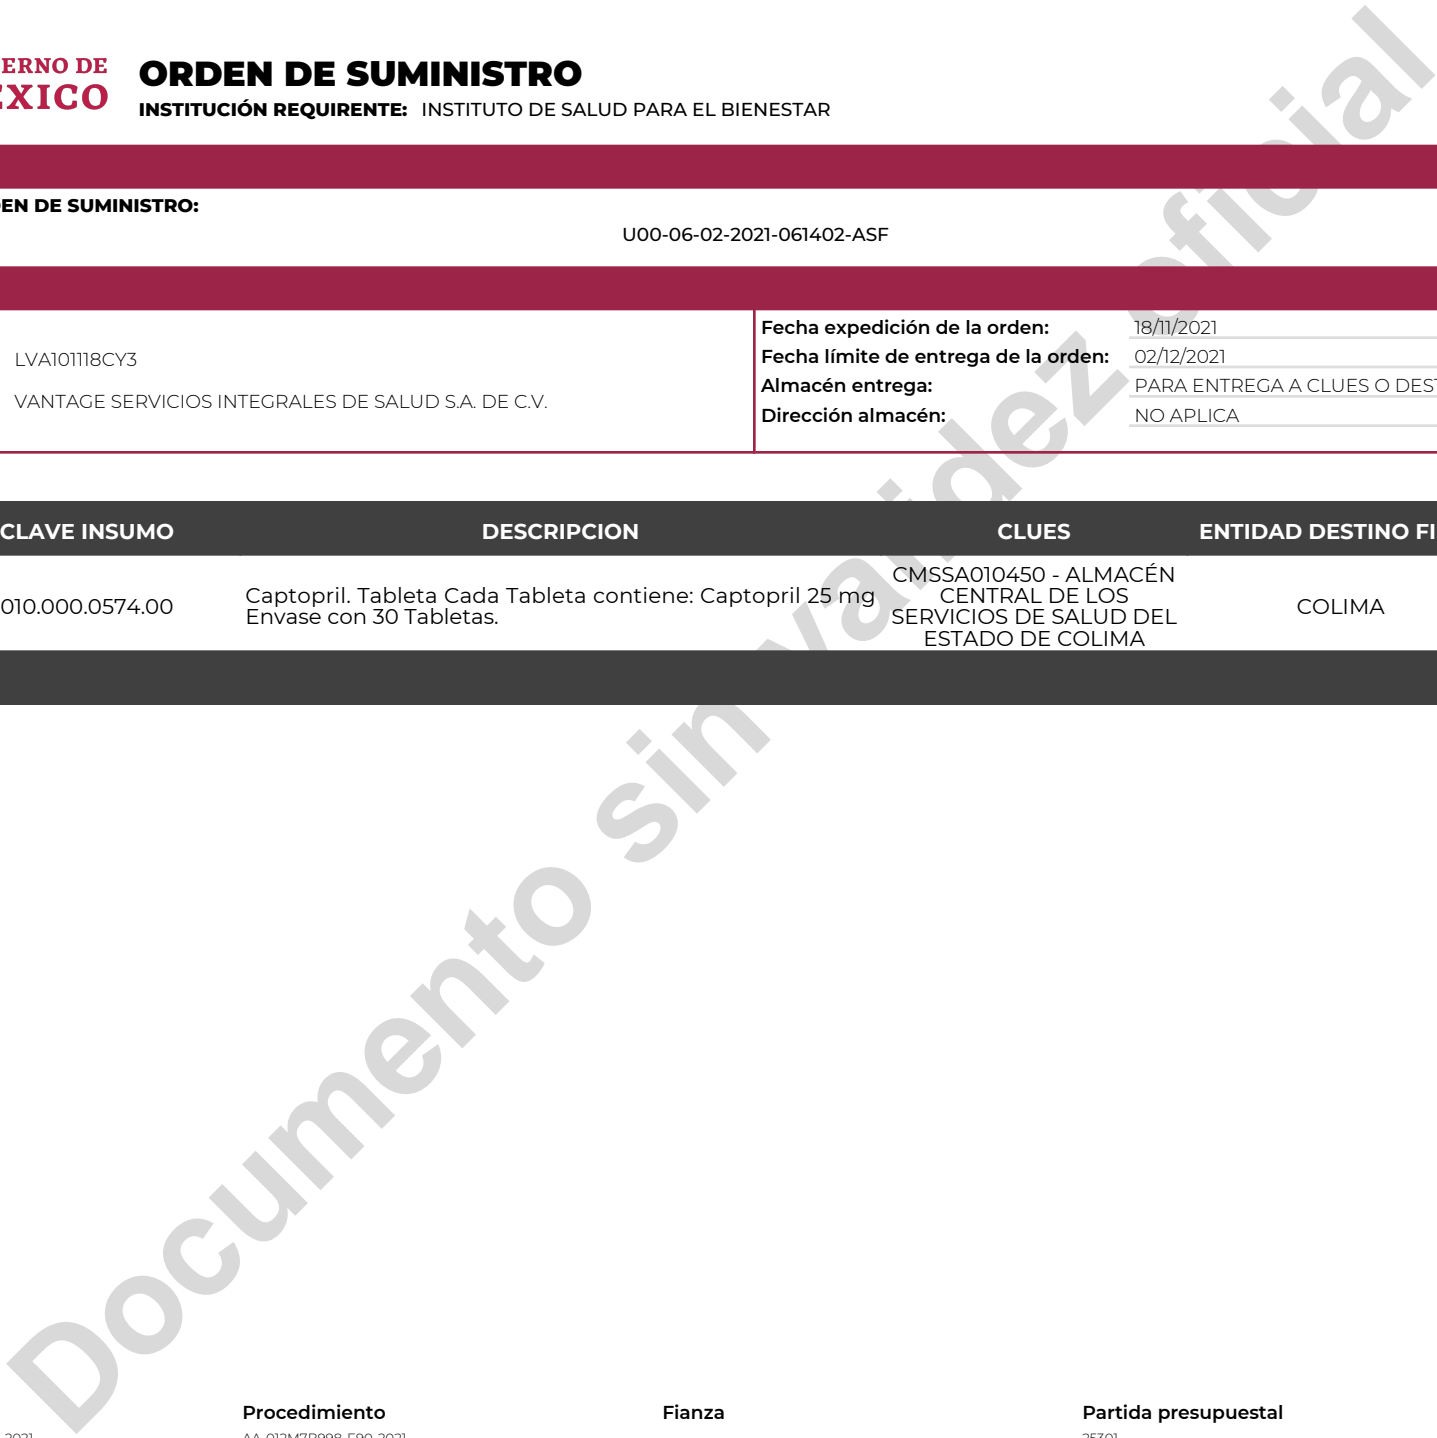 ERNO DE
ORDEN DE SUMINISTRO
EXICO
INSTITUCIÓN REQUIRENTE: INSTITUTO DE SALUD PARA EL BIENESTAR
EN DE SUMINISTRO:
U00-06-02-2021-061402-ASF
LVA101118CY3
VANTAGE SERVICIOS INTEGRALES DE SALUD S.A. DE C.V.
Fecha expedición de la orden: 18/11/2021
Fecha límite de entrega de la orden: 02/12/2021
Almacén entrega: PARA ENTREGA A CLUES O DEST
Dirección almacén: NO APLICA
CLAVE INSUMO DESCRIPCION CLUES ENTIDAD DESTINO FI
010.000.0574.00
Captopril. Tableta Cada Tableta contiene: Captopril 25 mg
Envase con 30 Tabletas.
CMSSA010450 - ALMACÉN
CENTRAL DE LOS
SERVICIOS DE SALUD DEL
ESTADO DE COLIMA
COLIMA
Documento sin validez oficial
Procedimiento Fianza Partida presupuestal